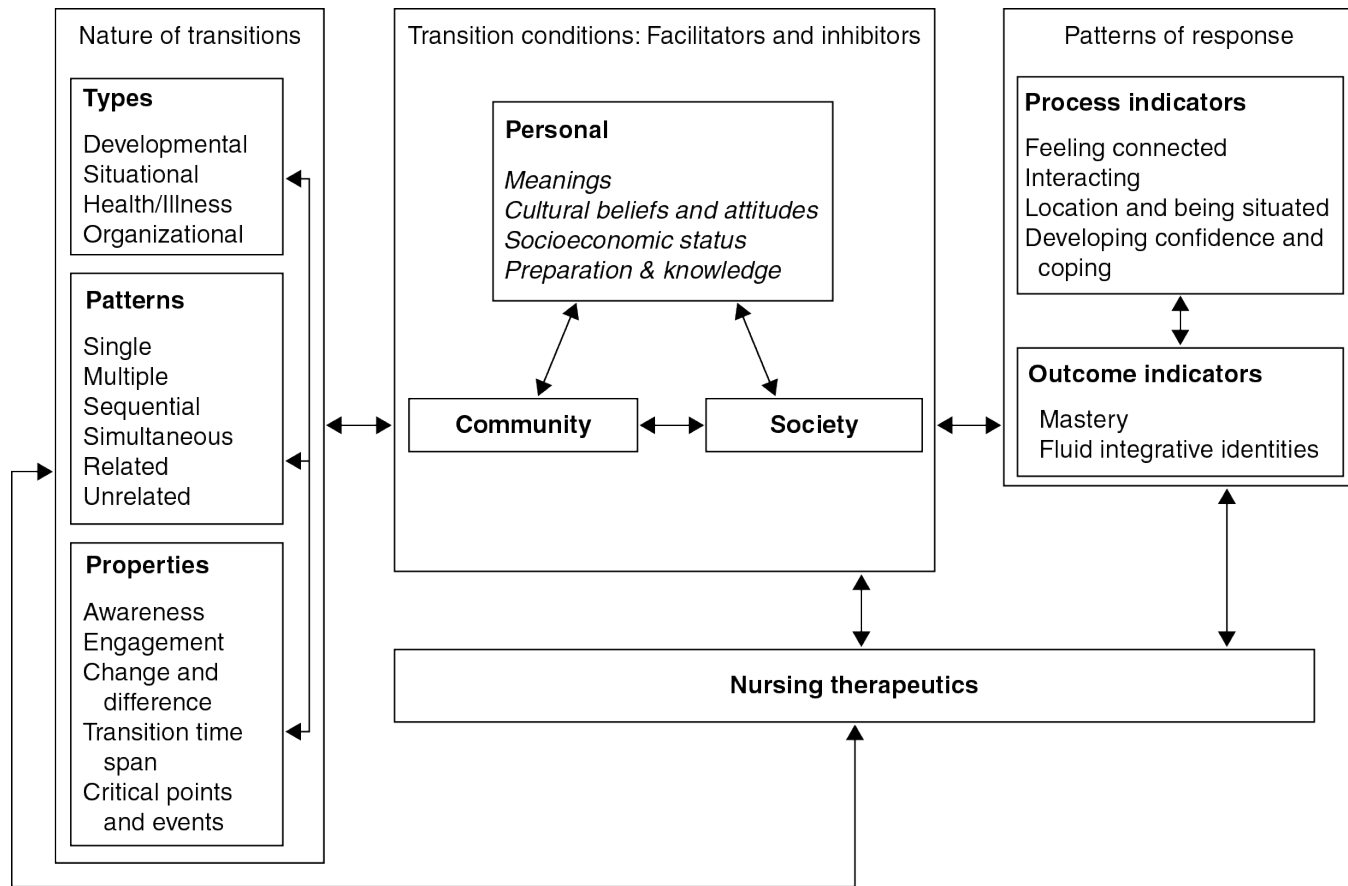 Nature of transitions
Types
Developmental
Situational
Health/Illness
Organizational
Patterns
Single
Multiple
Sequential
Simultaneous
Related
Unrelated
Properties
Awareness
Engagement
Change and
difference
Transition time
span
Critical points
and events
Transition conditions: Facilitators and inhibitors
Personal
Meanings
Cultural beliefs and attitudes
Socioeconomic status
Preparation & knowledge
Community
Society
Patterns of response
Process indicators
Feeling connected
Interacting
Location and being situated
Developing confidence and
coping
Outcome indicators
Mastery
Fluid integrative identities
Nursing therapeutics